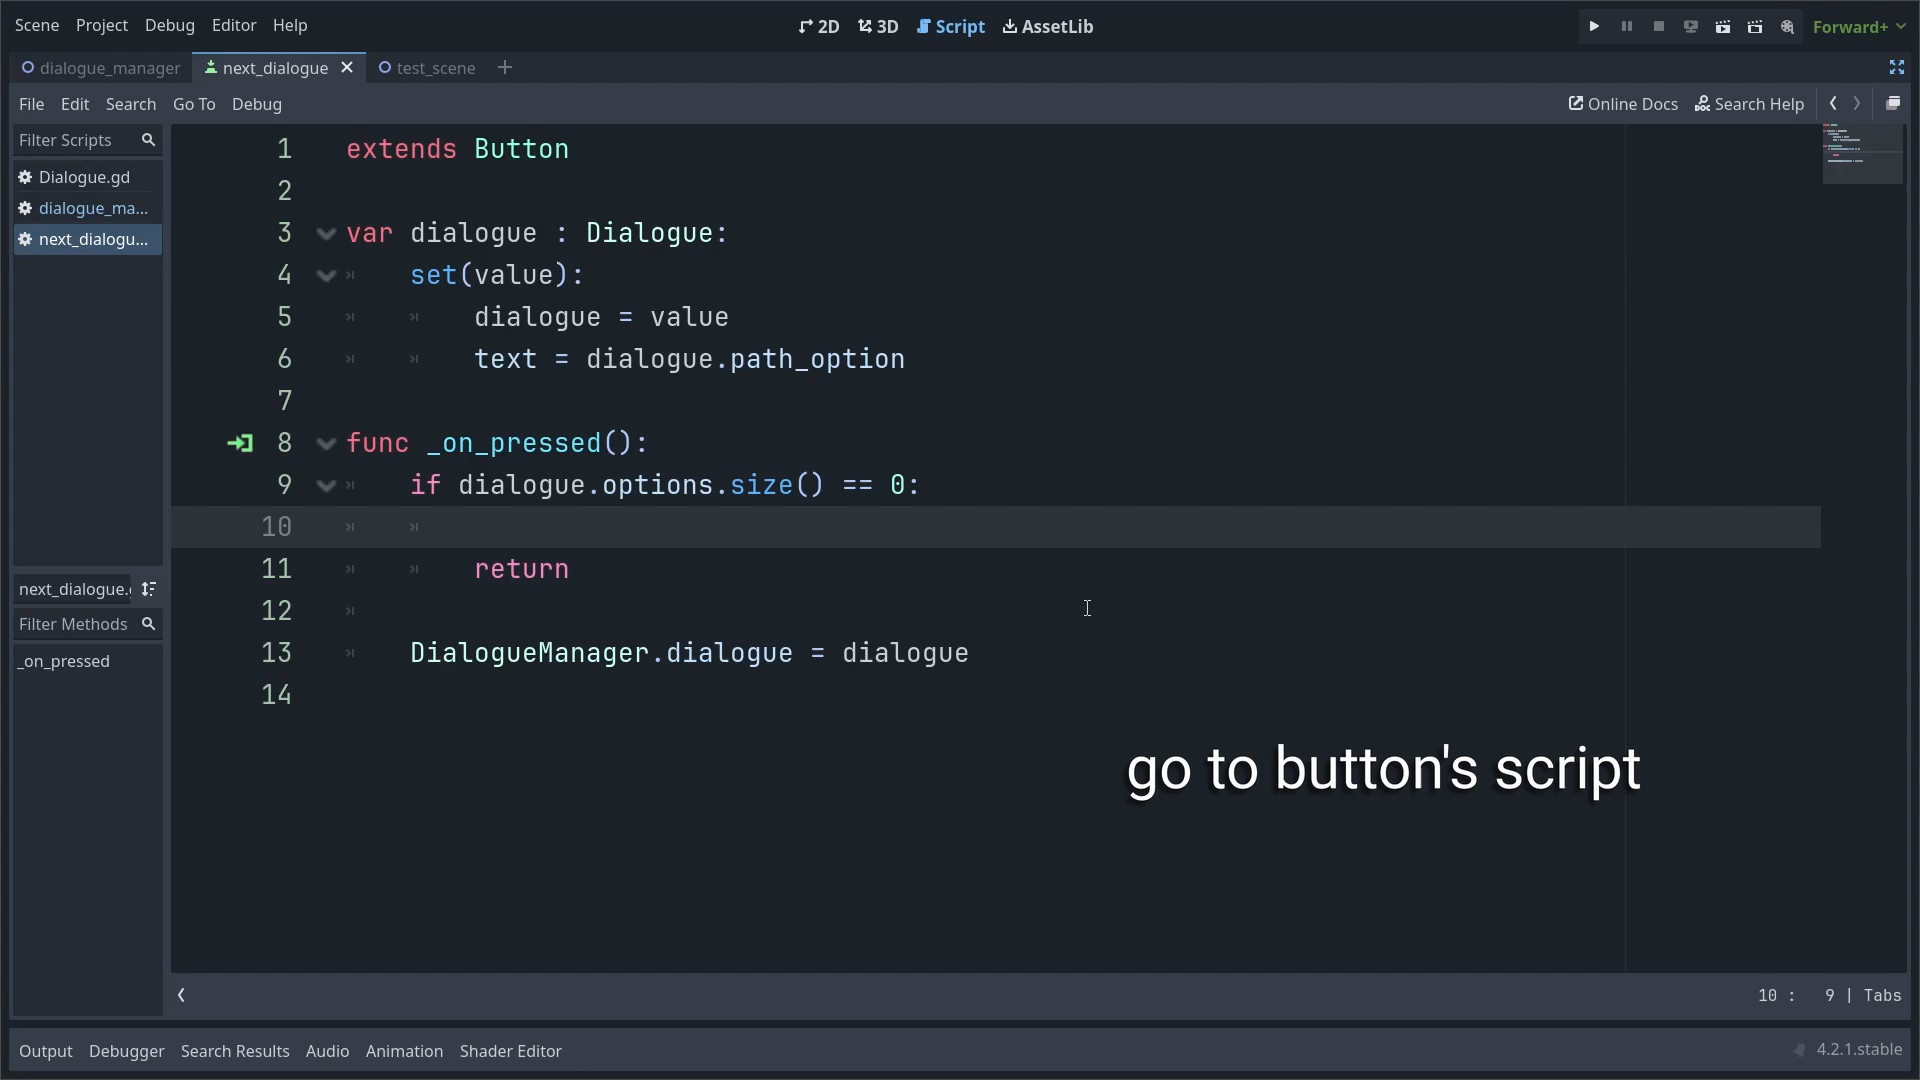 Scene Project Debug Editor Help
2D 3D Script AssetLib
Forward+
dialogue_manager next_dialogue test_scene
File Edit Search Go To Debug
Online Docs Search Help
Filter Scripts
Dialogue.gd
dialogue_ma...
next_dialogu...
next_dialogue.
Filter Methods
_on_pressed
1 extends Button
2
3 var dialogue : Dialogue:
4 set(value):
5 dialogue = value
6 text = dialogue.path_option
7
8 func _on_pressed():
9 if dialogue.options.size() == 0:
10
11 return
12
13 DialogueManager.dialogue = dialogue
14
go to button's script
10 : 9 | Tabs
Output Debugger Search Results Audio Animation Shader Editor
4.2.1.stable